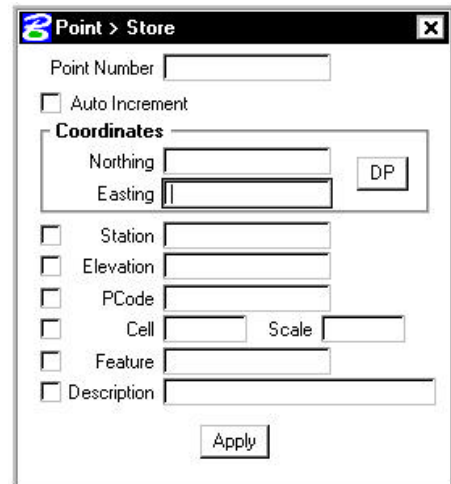 Point > Store
Point Number
Auto Increment
Coordinates
Northing
DP
Easting
Station
Elevation
PCode
Cell Scale
Feature
Description
Apply